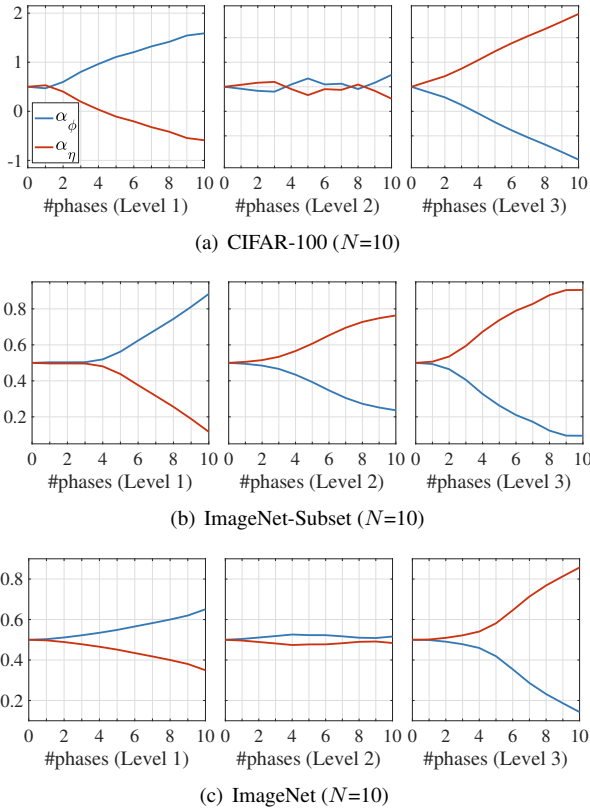 2
1
0
-1
α_ϕ
α_η
0 2 4 6 8 10 0 2 4 6 8 10 0 2 4 6 8 10
#phases (Level 1) #phases (Level 2) #phases (Level 3)
(a) CIFAR-100 (N=10)
0.8
0.6
0.4
0.2
0 2 4 6 8 10 0 2 4 6 8 10 0 2 4 6 8 10
#phases (Level 1) #phases (Level 2) #phases (Level 3)
(b) ImageNet-Subset (N=10)
0.8
0.6
0.4
0.2
0 2 4 6 8 10 0 2 4 6 8 10 0 2 4 6 8 10
#phases (Level 1) #phases (Level 2) #phases (Level 3)
(c) ImageNet (N=10)